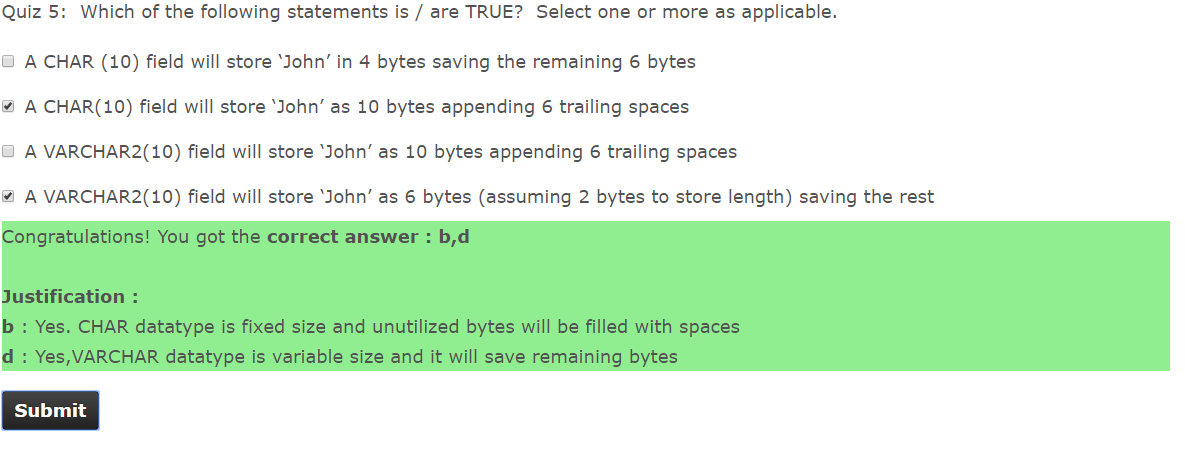 Quiz 5:  Which of the following statements is / are TRUE?  Select one or more as applicable.
A CHAR (10) field will store ‘John’ in 4 bytes saving the remaining 6 bytes
A CHAR(10) field will store ‘John’ as 10 bytes appending 6 trailing spaces
A VARCHAR2(10) field will store ‘John’ as 10 bytes appending 6 trailing spaces
A VARCHAR2(10) field will store ‘John’ as 6 bytes (assuming 2 bytes to store length) saving the rest
Congratulations! You got the correct answer : b,d
Justification :
b : Yes. CHAR datatype is fixed size and unutilized bytes will be filled with spaces
d : Yes,VARCHAR datatype is variable size and it will save remaining bytes
Submit